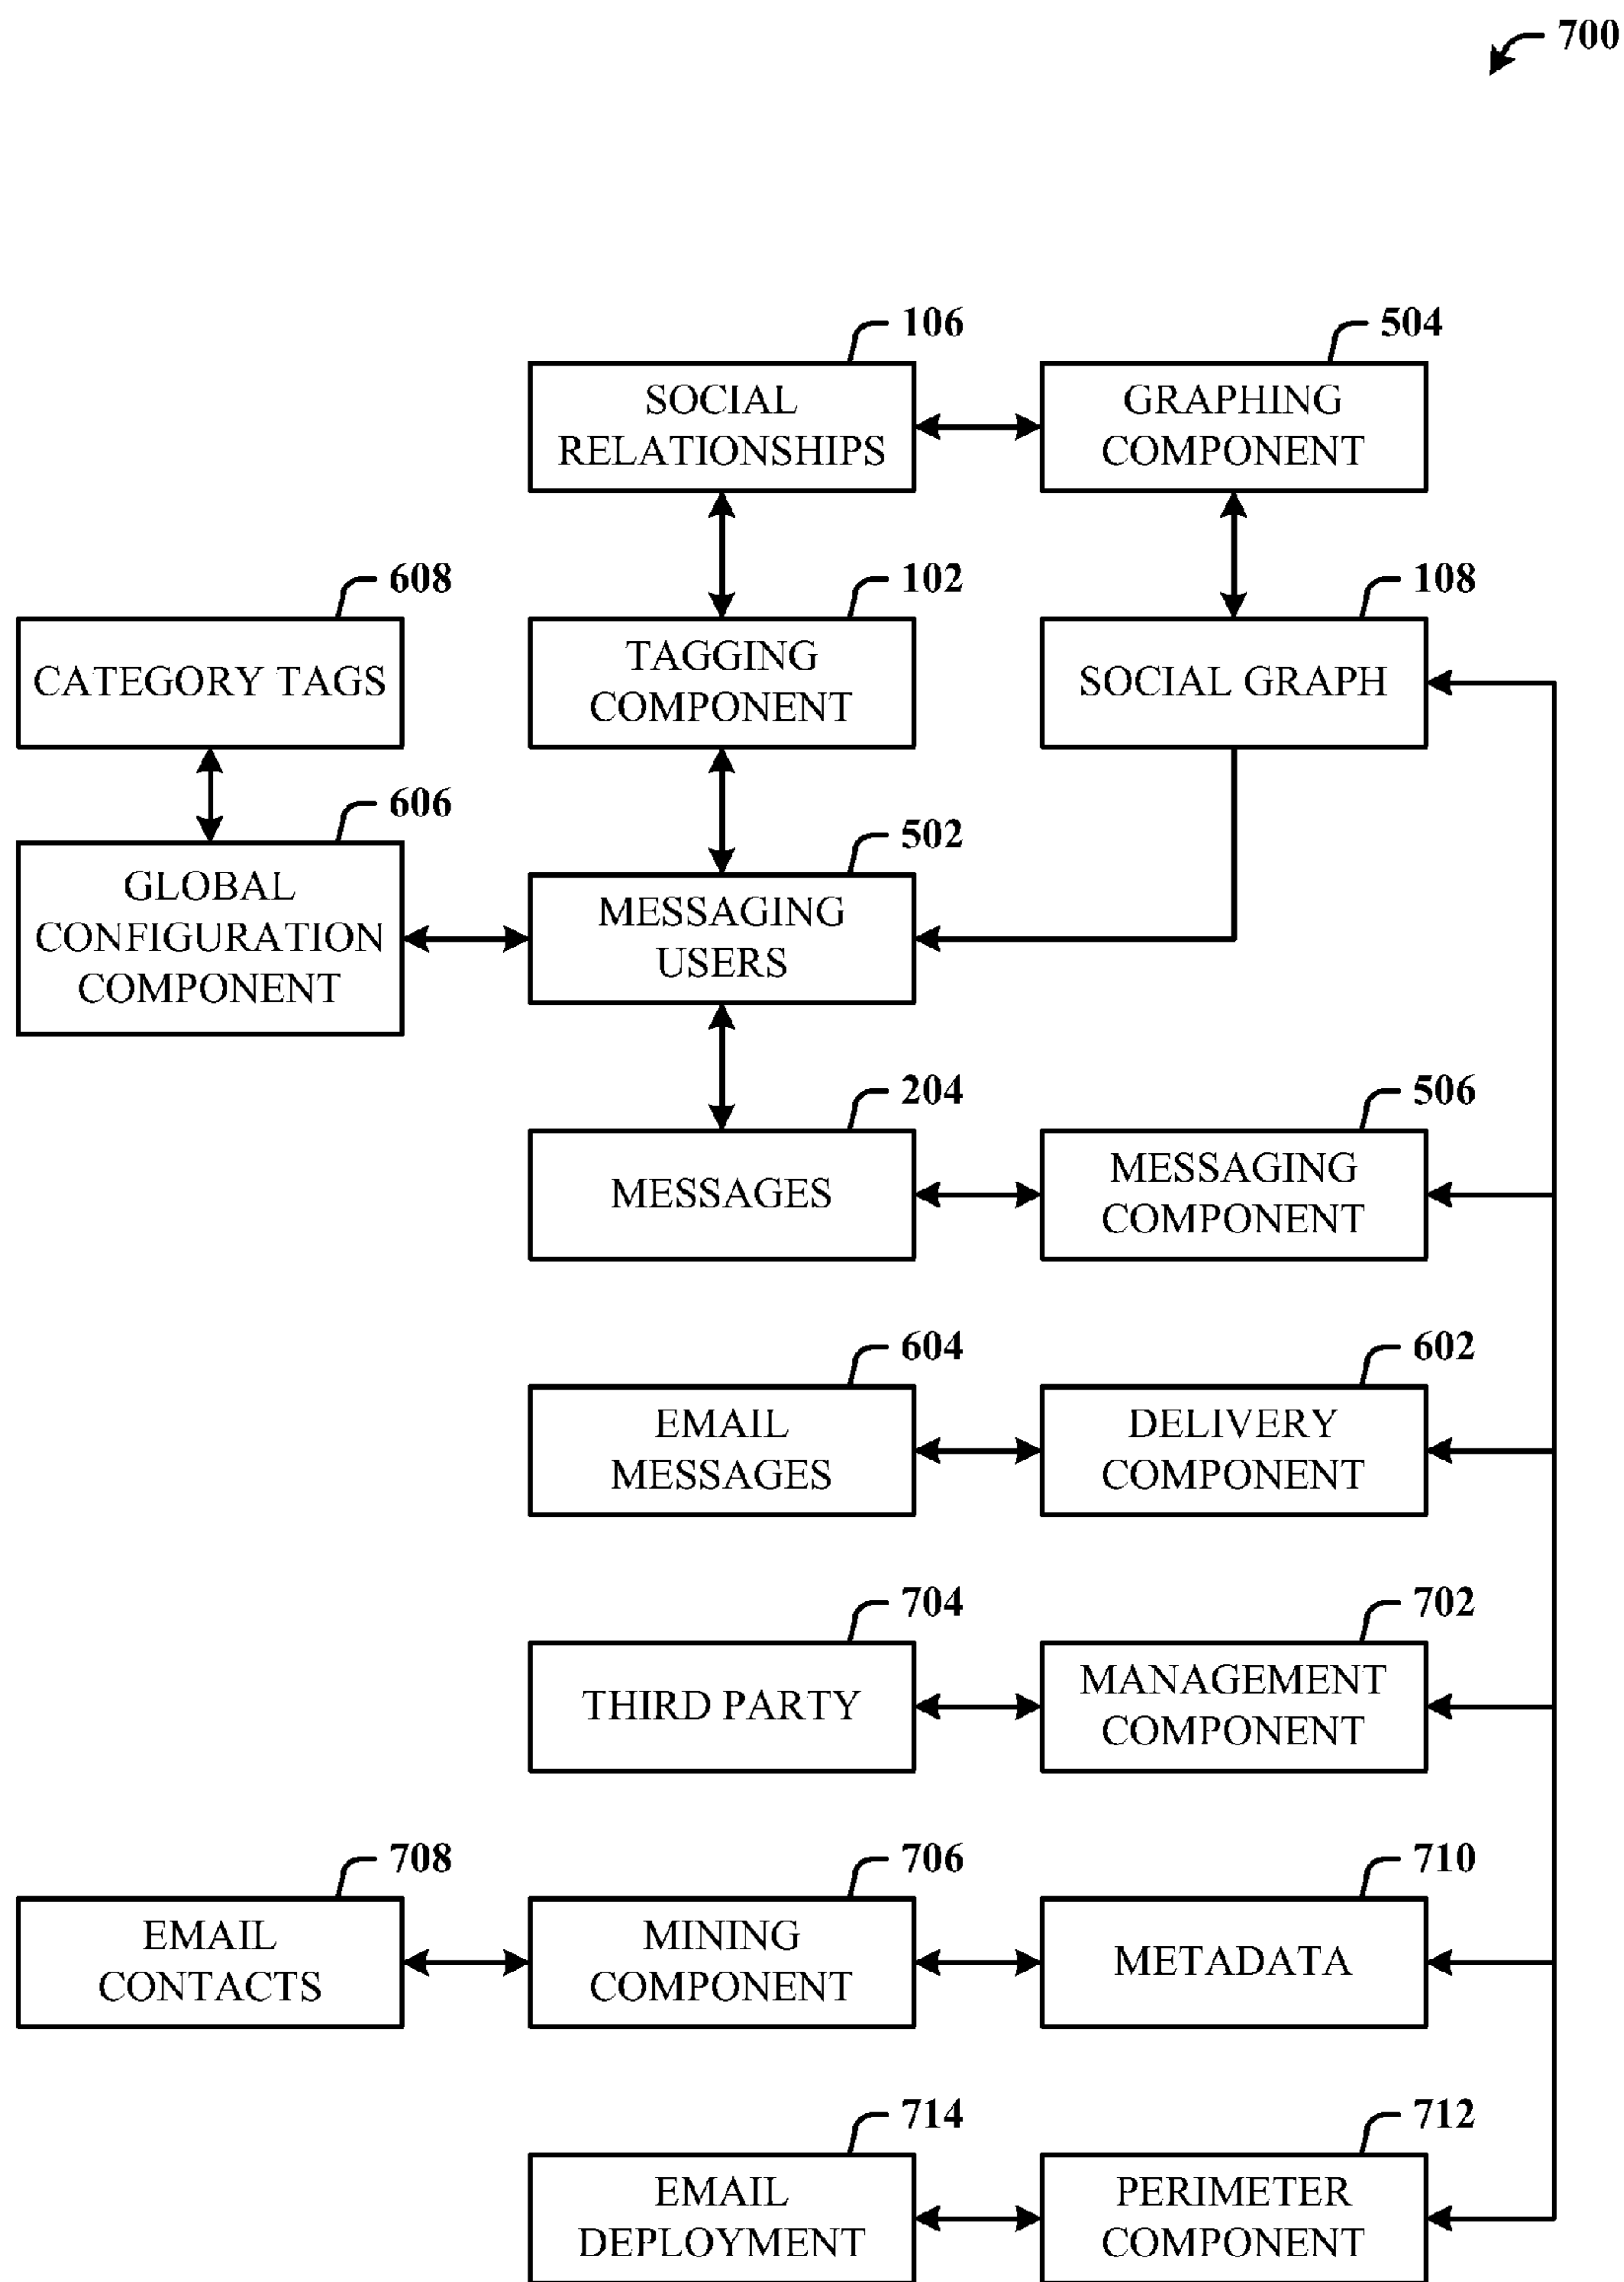 700
106
504
SOCIAL
RELATIONSHIPS
GRAPHING
COMPONENT
608
102
108
CATEGORY TAGS
TAGGING
COMPONENT
SOCIAL GRAPH
606
502
GLOBAL
CONFIGURATION
COMPONENT
MESSAGING
USERS
204
506
MESSAGES
MESSAGING
COMPONENT
604
602
EMAIL
MESSAGES
DELIVERY
COMPONENT
704
702
THIRD PARTY
MANAGEMENT
COMPONENT
708
706
710
EMAIL
CONTACTS
MINING
COMPONENT
METADATA
714
712
EMAIL
DEPLOYMENT
PERIMETER
COMPONENT